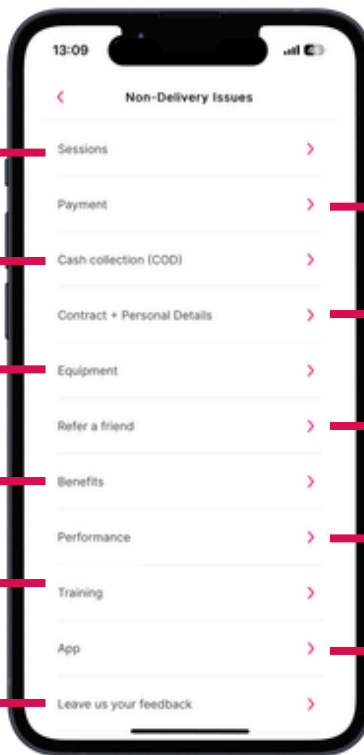 13:09
Non-Delivery Issues
Sessions
Payment
Cash collection (COD)
Contract + Personal Details
Equipment
Refer a friend
Benefits
Performance
Training
App
Leave us your feedback